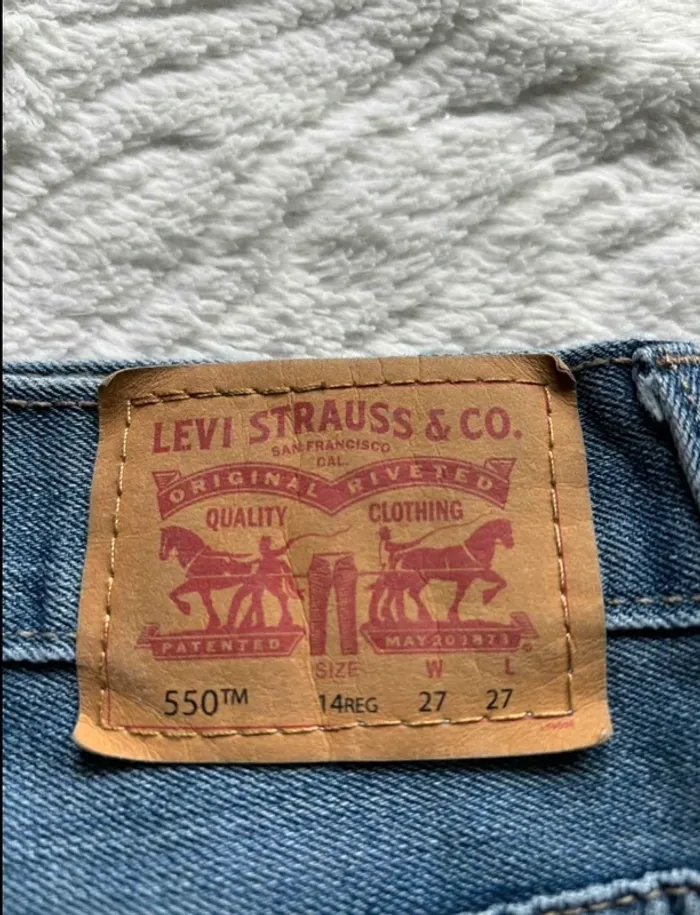 LEVI STRAUSS & CO.
SAN FRANCISCO
CAL.
ORIGINAL RIVETED
QUALITY CLOTHING
PATENTED MAY 20 1873
SIZE W L
550™ 14REG 27 27